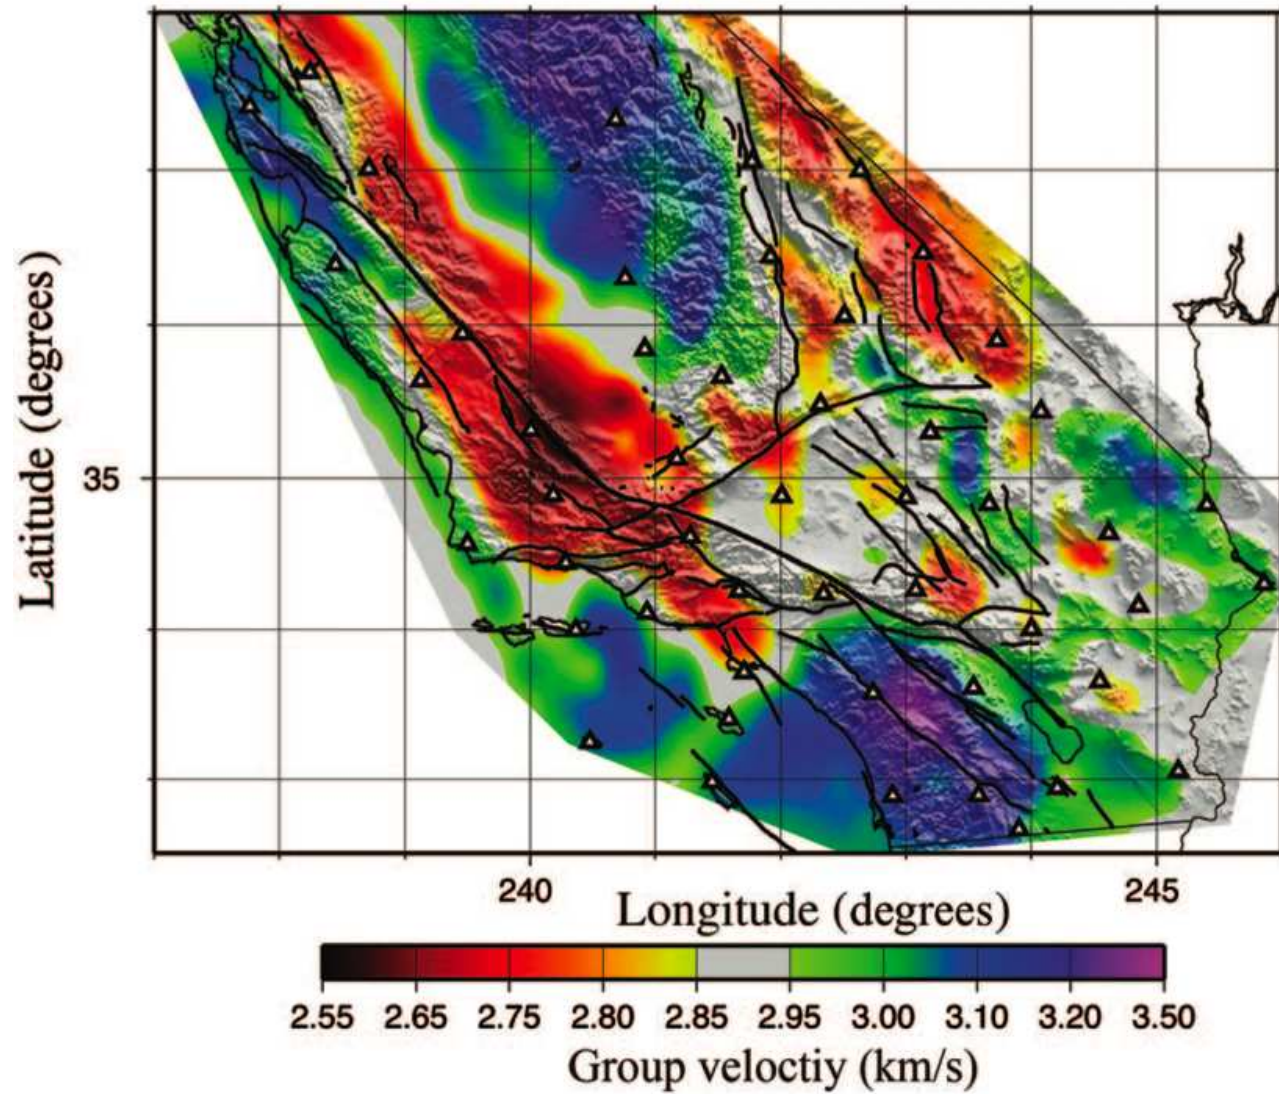 Latitude (degrees)
35
240
245
Longitude (degrees)
2.55 2.65 2.75 2.80 2.85 2.95 3.00 3.10 3.20 3.50
Group veloctiy (km/s)